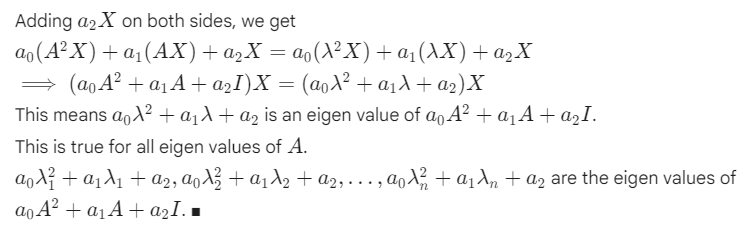 Adding a₂X on both sides, we get
a₀(A²X) + a₁(AX) + a₂X = a₀(λ²X) + a₁(λX) + a₂X
⟹ (a₀A² + a₁A + a₂I)X = (a₀λ² + a₁λ + a₂)X
This means a₀λ² + a₁λ + a₂ is an eigen value of a₀A² + a₁A + a₂I.
This is true for all eigen values of A.
a₀λ₁² + a₁λ₁ + a₂, a₀λ₂² + a₁λ₂ + a₂, . . . , a₀λₙ² + a₁λₙ + a₂ are the eigen values of
a₀A² + a₁A + a₂I. ∎